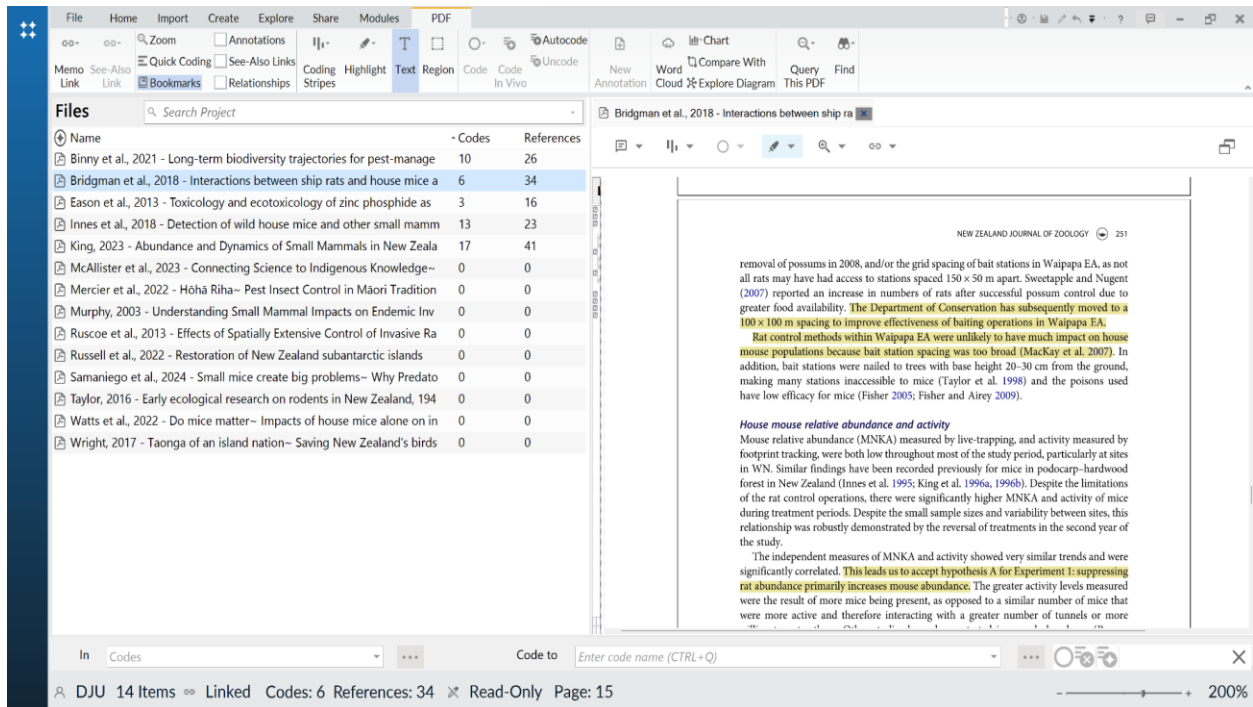 File Home Import Create Explore Share Modules PDF
Zoom Annotations Autocode Chart
Quick Coding See-Also Links Uncode Compare With
Memo Link See-Also Link Bookmarks Relationships Coding Stripes Highlight Text Region Code Code In Vivo New Annotation Word Cloud Explore Diagram Query This PDF Find
Files Search Project
Bridgman et al., 2018 - Interactions between ship ra
Name Codes References
Binny et al., 2021 - Long-term biodiversity trajectories for pest-manage 10 26
Bridgman et al., 2018 - Interactions between ship rats and house mice a 6 34
Eason et al., 2013 - Toxicology and ecotoxicology of zinc phosphide as 3 16
Innes et al., 2018 - Detection of wild house mice and other small mamm 13 23
King, 2023 - Abundance and Dynamics of Small Mammals in New Zeala 17 41
McAllister et al., 2023 - Connecting Science to Indigenous Knowledge~ 0 0
Mercier et al., 2022 - Hōhā Riha~ Pest Insect Control in Māori Tradition 0 0
Murphy, 2003 - Understanding Small Mammal Impacts on Endemic Inv 0 0
Ruscoe et al., 2013 - Effects of Spatially Extensive Control of Invasive Ra 0 0
Russell et al., 2022 - Restoration of New Zealand subantarctic islands 0 0
Samaniego et al., 2024 - Small mice create big problems~ Why Predato 0 0
Taylor, 2016 - Early ecological research on rodents in New Zealand, 194 0 0
Watts et al., 2022 - Do mice matter~ Impacts of house mice alone on in 0 0
Wright, 2017 - Taonga of an island nation~ Saving New Zealand's birds 0 0
NEW ZEALAND JOURNAL OF ZOOLOGY 251
removal of possums in 2008, and/or the grid spacing of bait stations in Waipapa EA, as not
all rats may have had access to stations spaced 150 × 50 m apart. Sweetapple and Nugent
(2007) reported an increase in numbers of rats after successful possum control due to
greater food availability. The Department of Conservation has subsequently moved to a
100 × 100 m spacing to improve effectiveness of baiting operations in Waipapa EA.
Rat control methods within Waipapa EA were unlikely to have much impact on house
mouse populations because bait station spacing was too broad (MacKay et al. 2007). In
addition, bait stations were nailed to trees with base height 20–30 cm from the ground,
making many stations inaccessible to mice (Taylor et al. 1998) and the poisons used
have low efficacy for mice (Fisher 2005; Fisher and Airey 2009).
House mouse relative abundance and activity
Mouse relative abundance (MNKA) measured by live-trapping, and activity measured by
footprint tracking, were both low throughout most of the study period, particularly at sites
in WN. Similar findings have been recorded previously for mice in podocarp–hardwood
forest in New Zealand (Innes et al. 1995; King et al. 1996a, 1996b). Despite the limitations
of the rat control operations, there were significantly higher MNKA and activity of mice
during treatment periods. Despite the small sample sizes and variability between sites, this
relationship was robustly demonstrated by the reversal of treatments in the second year of
the study.
The independent measures of MNKA and activity showed very similar trends and were
significantly correlated. This leads us to accept hypothesis A for Experiment 1: suppressing
rat abundance primarily increases mouse abundance. The greater activity levels measured
were the result of more mice being present, as opposed to a similar number of mice that
were more active and therefore interacting with a greater number of tunnels or more
In Codes Code to Enter code name (CTRL+Q)
DJU 14 Items Linked Codes: 6 References: 34 Read-Only Page: 15 200%